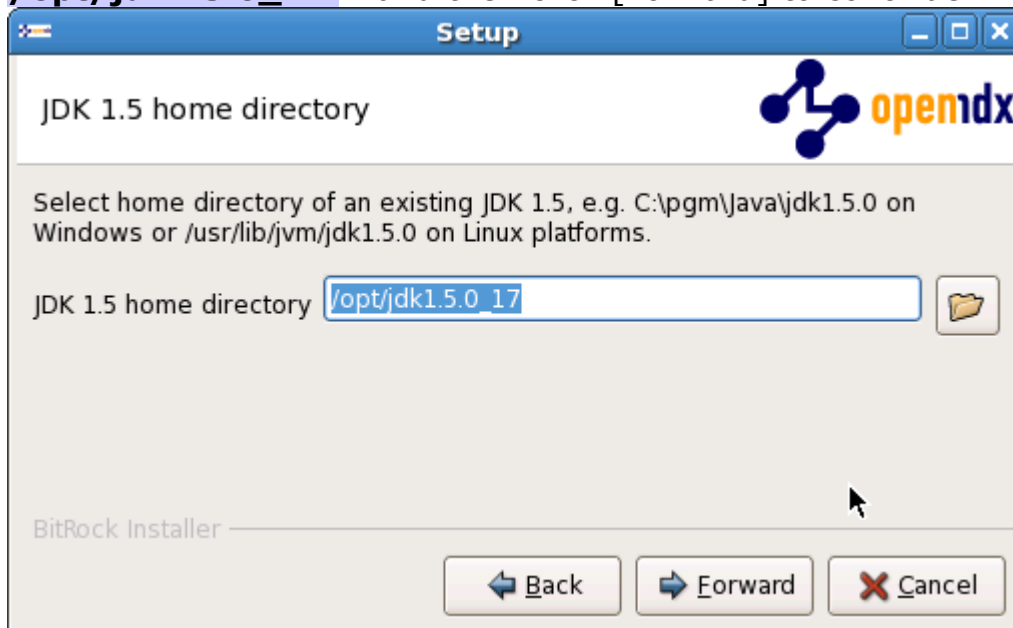 Setup
JDK 1.5 home directory
openmdx
Select home directory of an existing JDK 1.5, e.g. C:\pgm\Java\jdk1.5.0 on
Windows or /usr/lib/jvm/jdk1.5.0 on Linux platforms.
JDK 1.5 home directory /opt/jdk1.5.0_17
BitRock Installer
Back Forward Cancel